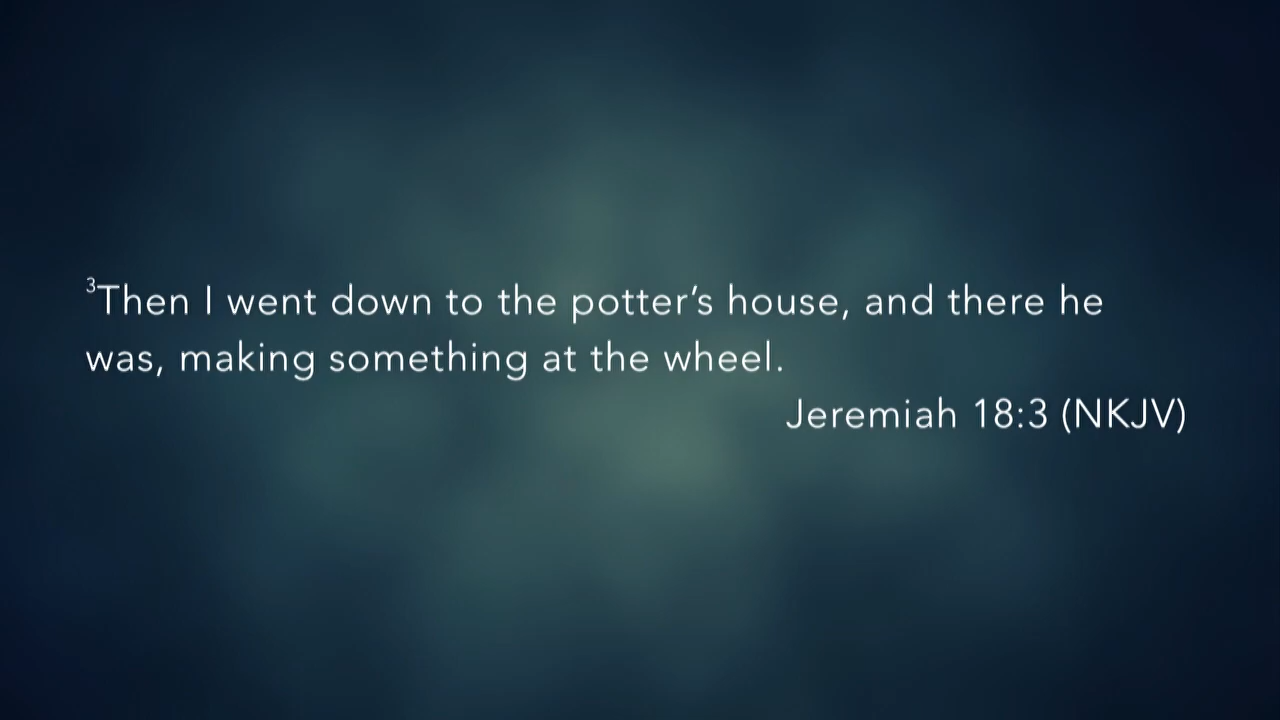 ³Then I went down to the potter’s house, and there he
was, making something at the wheel.
Jeremiah 18:3 (NKJV)